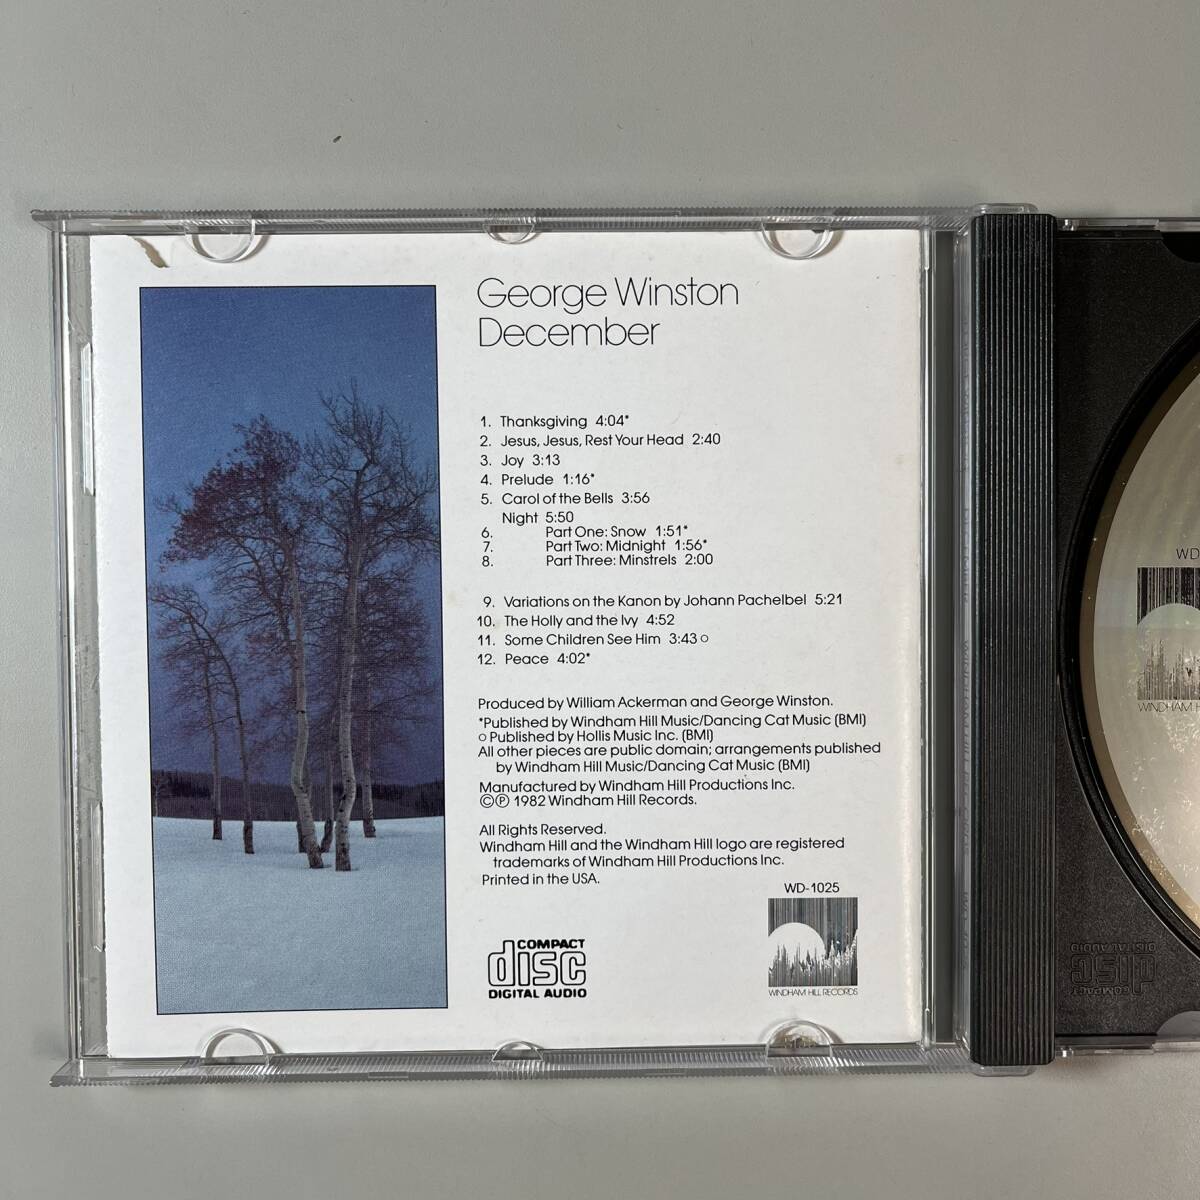 George Winston
December
1. Thanksgiving 4:04*
2. Jesus, Jesus, Rest Your Head 2:40
3. Joy 3:13
4. Prelude 1:16*
5. Carol of the Bells 3:56
Night 5:50
6. Part One: Snow 1:51*
7. Part Two: Midnight 1:56*
8. Part Three: Minstrels 2:00
9. Variations on the Kanon by Johann Pachelbel 5:21
10. The Holly and the Ivy 4:52
11. Some Children See Him 3:43 o
12. Peace 4:02*
Produced by William Ackerman and George Winston.
*Published by Windham Hill Music/Dancing Cat Music (BMI)
o Published by Hollis Music Inc. (BMI)
All other pieces are public domain; arrangements published
by Windham Hill Music/Dancing Cat Music (BMI)
Manufactured by Windham Hill Productions Inc.
©℗ 1982 Windham Hill Records.
All Rights Reserved.
Windham Hill and the Windham Hill logo are registered
trademarks of Windham Hill Productions Inc.
Printed in the USA.
WD-1025
COMPACT
disc
DIGITAL AUDIO
WINDHAM HILL RECORDS
WD
WINDHAM H
COMPACT
disc
DIGITAL AUDIO